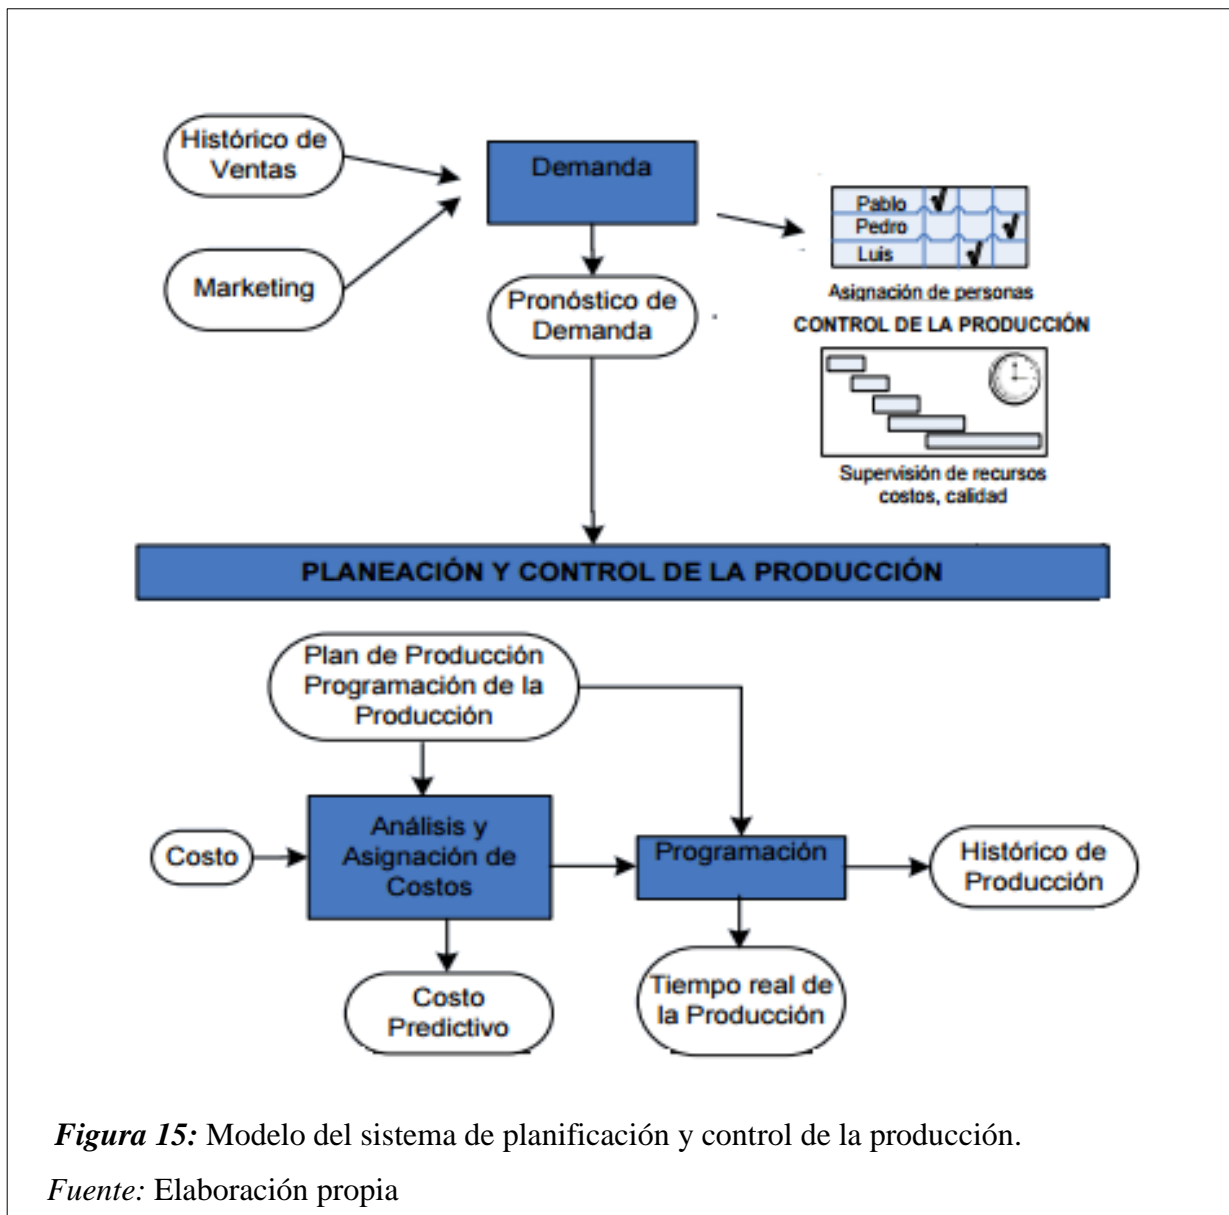 Histórico de
Ventas
Marketing
Demanda
Pronóstico de
Demanda
Pablo √
Pedro √
Luis √
Asignación de personas
CONTROL DE LA PRODUCCIÓN
Supervisión de recursos
costos, calidad
PLANEACIÓN Y CONTROL DE LA PRODUCCIÓN
Plan de Producción
Programación de la
Producción
Costo
Análisis y
Asignación de
Costos
Programación
Histórico de
Producción
Costo
Predictivo
Tiempo real de
la Producción
Figura 15: Modelo del sistema de planificación y control de la producción.
Fuente: Elaboración propia